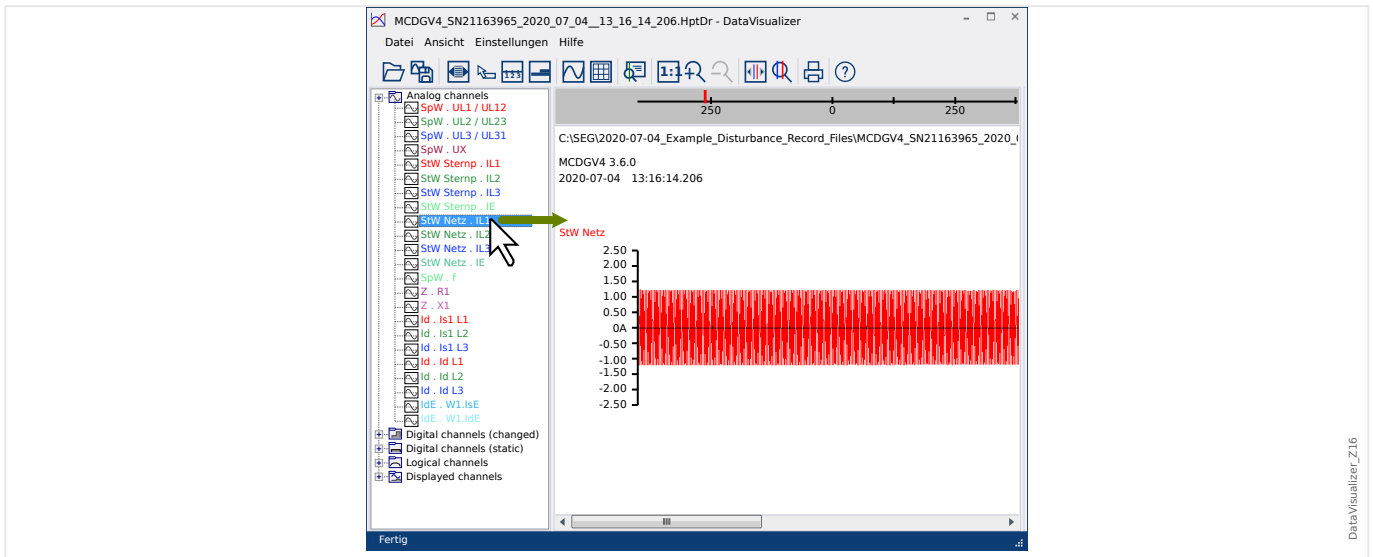 MCDGV4_SN21163965_2020_07_04__13_16_14_206.HptDr - DataVisualizer
Datei Ansicht Einstellungen Hilfe
123 1:1 ?
Analog channels
SpW . UL1 / UL12
SpW . UL2 / UL23
SpW . UL3 / UL31
SpW . UX
StW Sternp . IL1
StW Sternp . IL2
StW Sternp . IL3
StW Sternp . IE
StW Netz . IL1
StW Netz . IL2
StW Netz . IL3
StW Netz . IE
SpW . f
Z . R1
Z . X1
Id . Is1 L1
Id . Is1 L2
Id . Is1 L3
Id . Id L1
Id . Id L2
Id . Id L3
IdE . W1.IsE
IdE . W1.IdE
Digital channels (changed)
Digital channels (static)
Logical channels
Displayed channels
250 0 250
C:\SEG\2020-07-04_Example_Disturbance_Record_Files\MCDGV4_SN21163965_2020_
MCDGV4 3.6.0
2020-07-04 13:16:14.206
StW Netz
2.50
2.00
1.50
1.00
0.50
0A
-0.50
-1.00
-1.50
-2.00
-2.50
Fertig
DataVisualizer_Z16